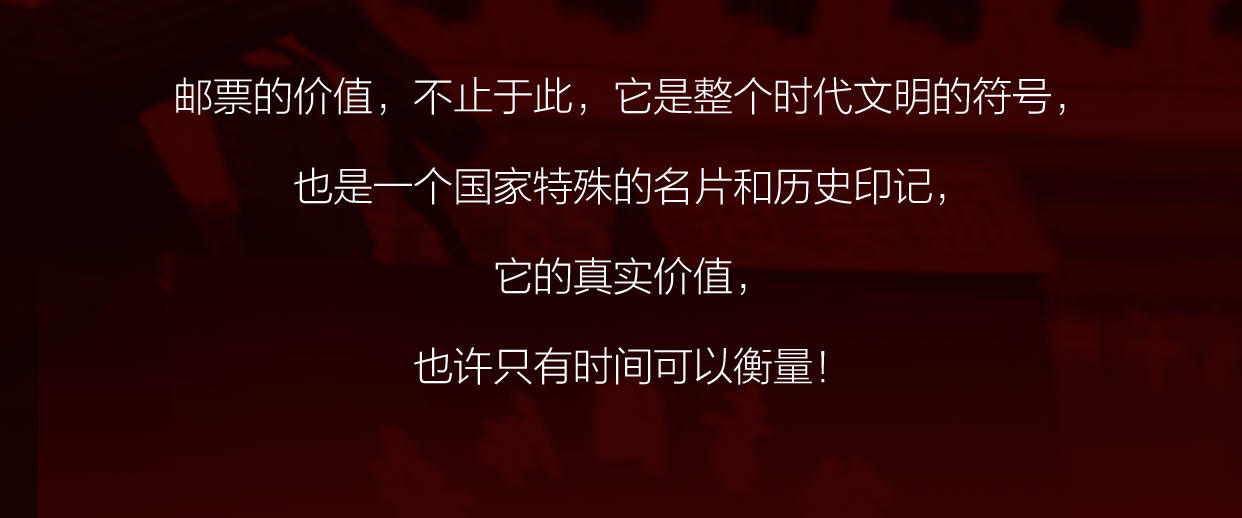 邮票的价值，不止于此，它是整个时代文明的符号，
也是一个国家特殊的名片和历史印记，
它的真实价值，
也许只有时间可以衡量！